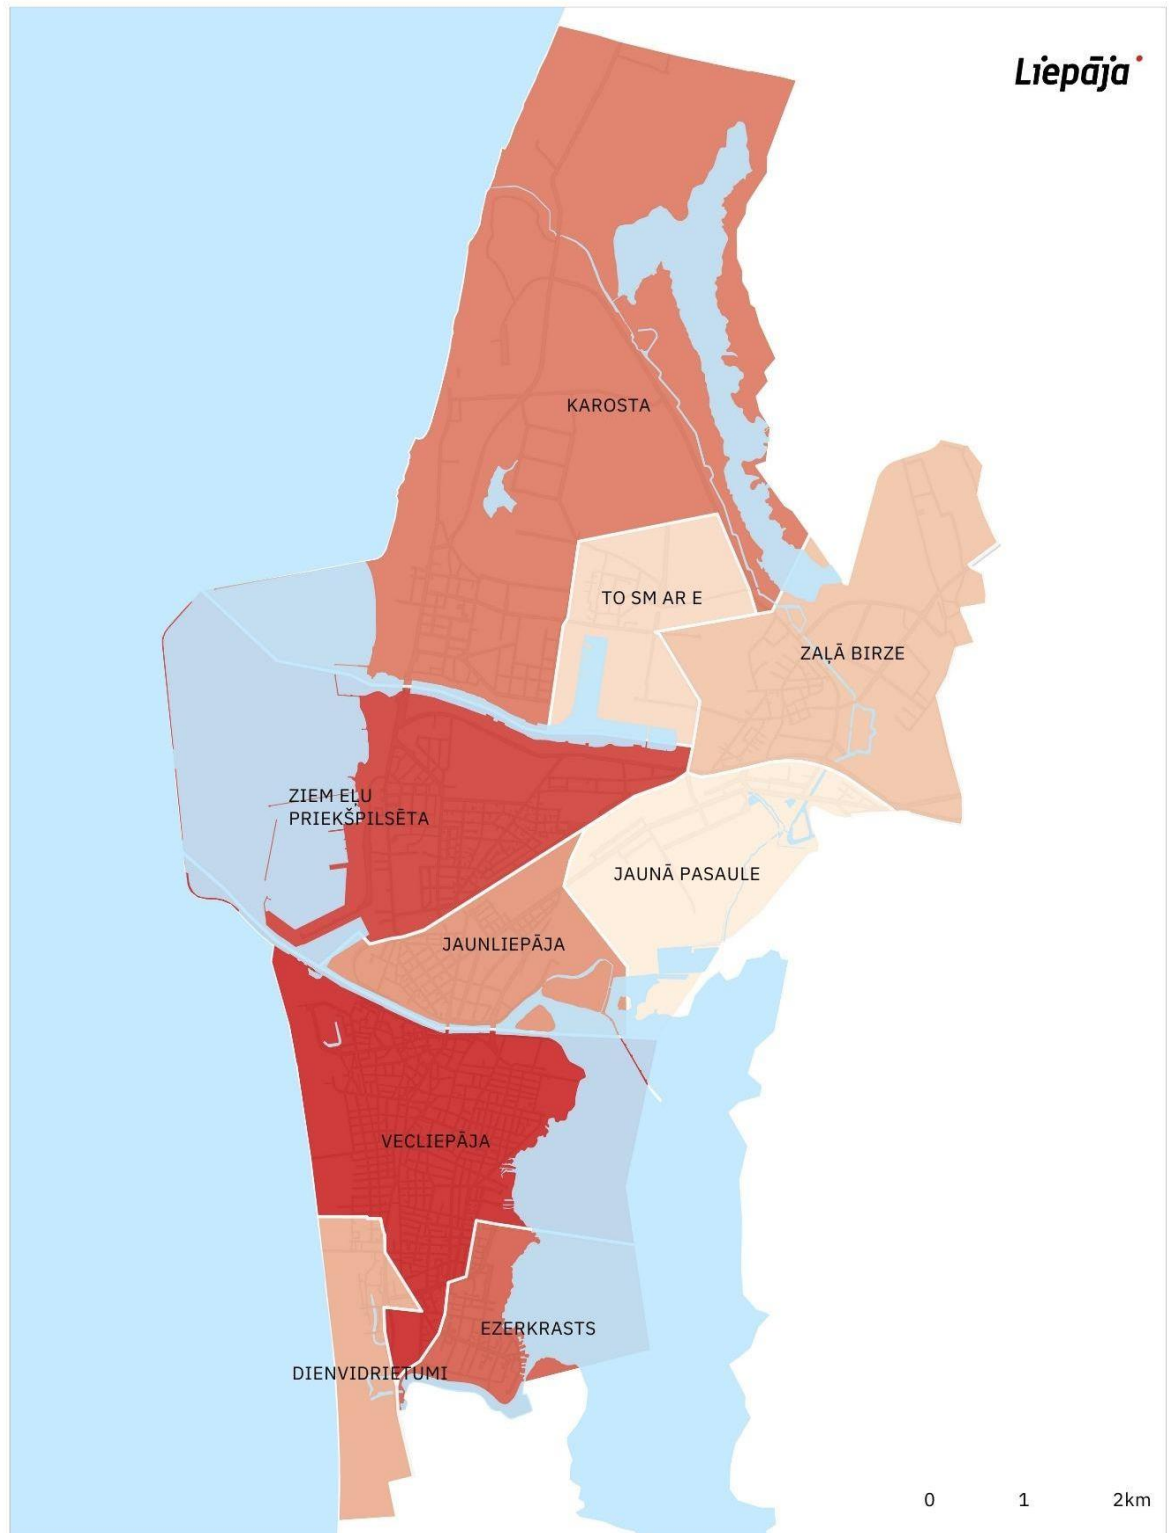 Liepāja
KAROSTA
TO SM AR E
ZAĻĀ BIRZE
ZIEM EĻU
PRIEKŠPILSĒTA
JAUNĀ PASAULE
JAUNLIEPĀJA
VECLIEPĀJA
EZERKRASTS
DIENVIDRIETUMI
0 1 2km